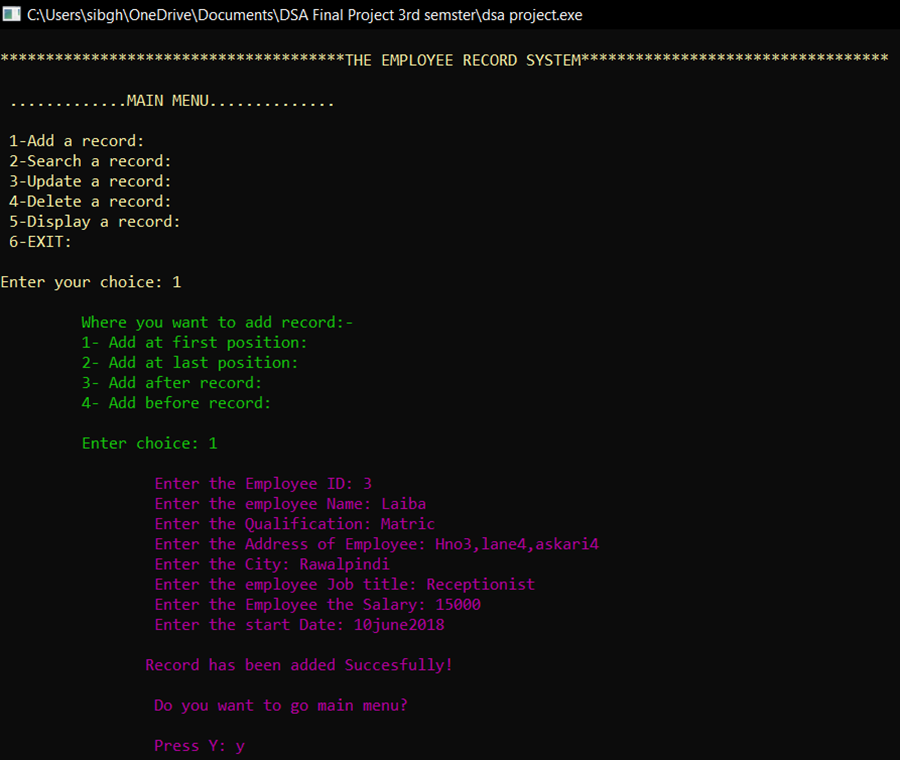 C:\Users\sibgh\OneDrive\Documents\DSA Final Project 3rd semster\dsa project.exe
**************************************THE EMPLOYEE RECORD SYSTEM**********************************
.............MAIN MENU..............
1-Add a record:
2-Search a record:
3-Update a record:
4-Delete a record:
5-Display a record:
6-EXIT:
Enter your choice: 1
Where you want to add record:-
1- Add at first position:
2- Add at last position:
3- Add after record:
4- Add before record:
Enter choice: 1
Enter the Employee ID: 3
Enter the employee Name: Laiba
Enter the Qualification: Matric
Enter the Address of Employee: Hno3,lane4,askari4
Enter the City: Rawalpindi
Enter the employee Job title: Receptionist
Enter the Employee the Salary: 15000
Enter the start Date: 10june2018
Record has been added Succesfully!
Do you want to go main menu?
Press Y: y